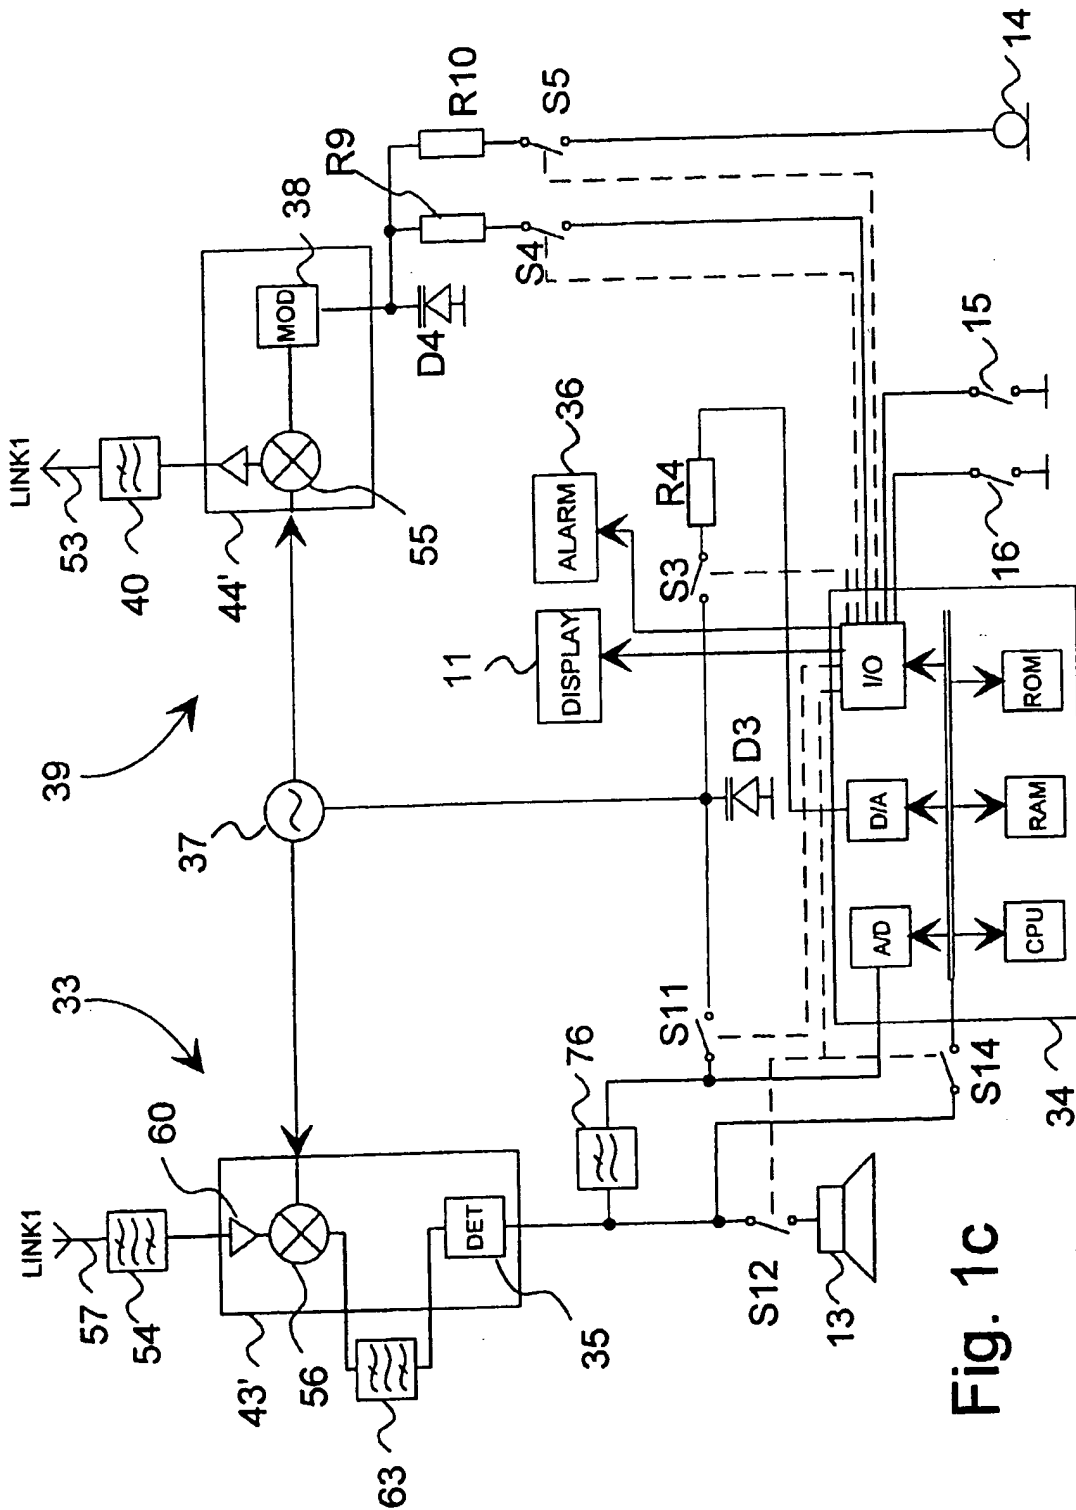 LINK1
LINK1
33
39
57
53
54
40
60
37
43'
44'
MOD
38
56
R9
63
55
D4
R10
DET
11
S4
S5
DISPLAY
ALARM
36
76
35
S11
S3
R4
D3
S12
13
A/D
D/A
I/O
S14
16
15
14
CPU
RAM
ROM
34
Fig. 1c